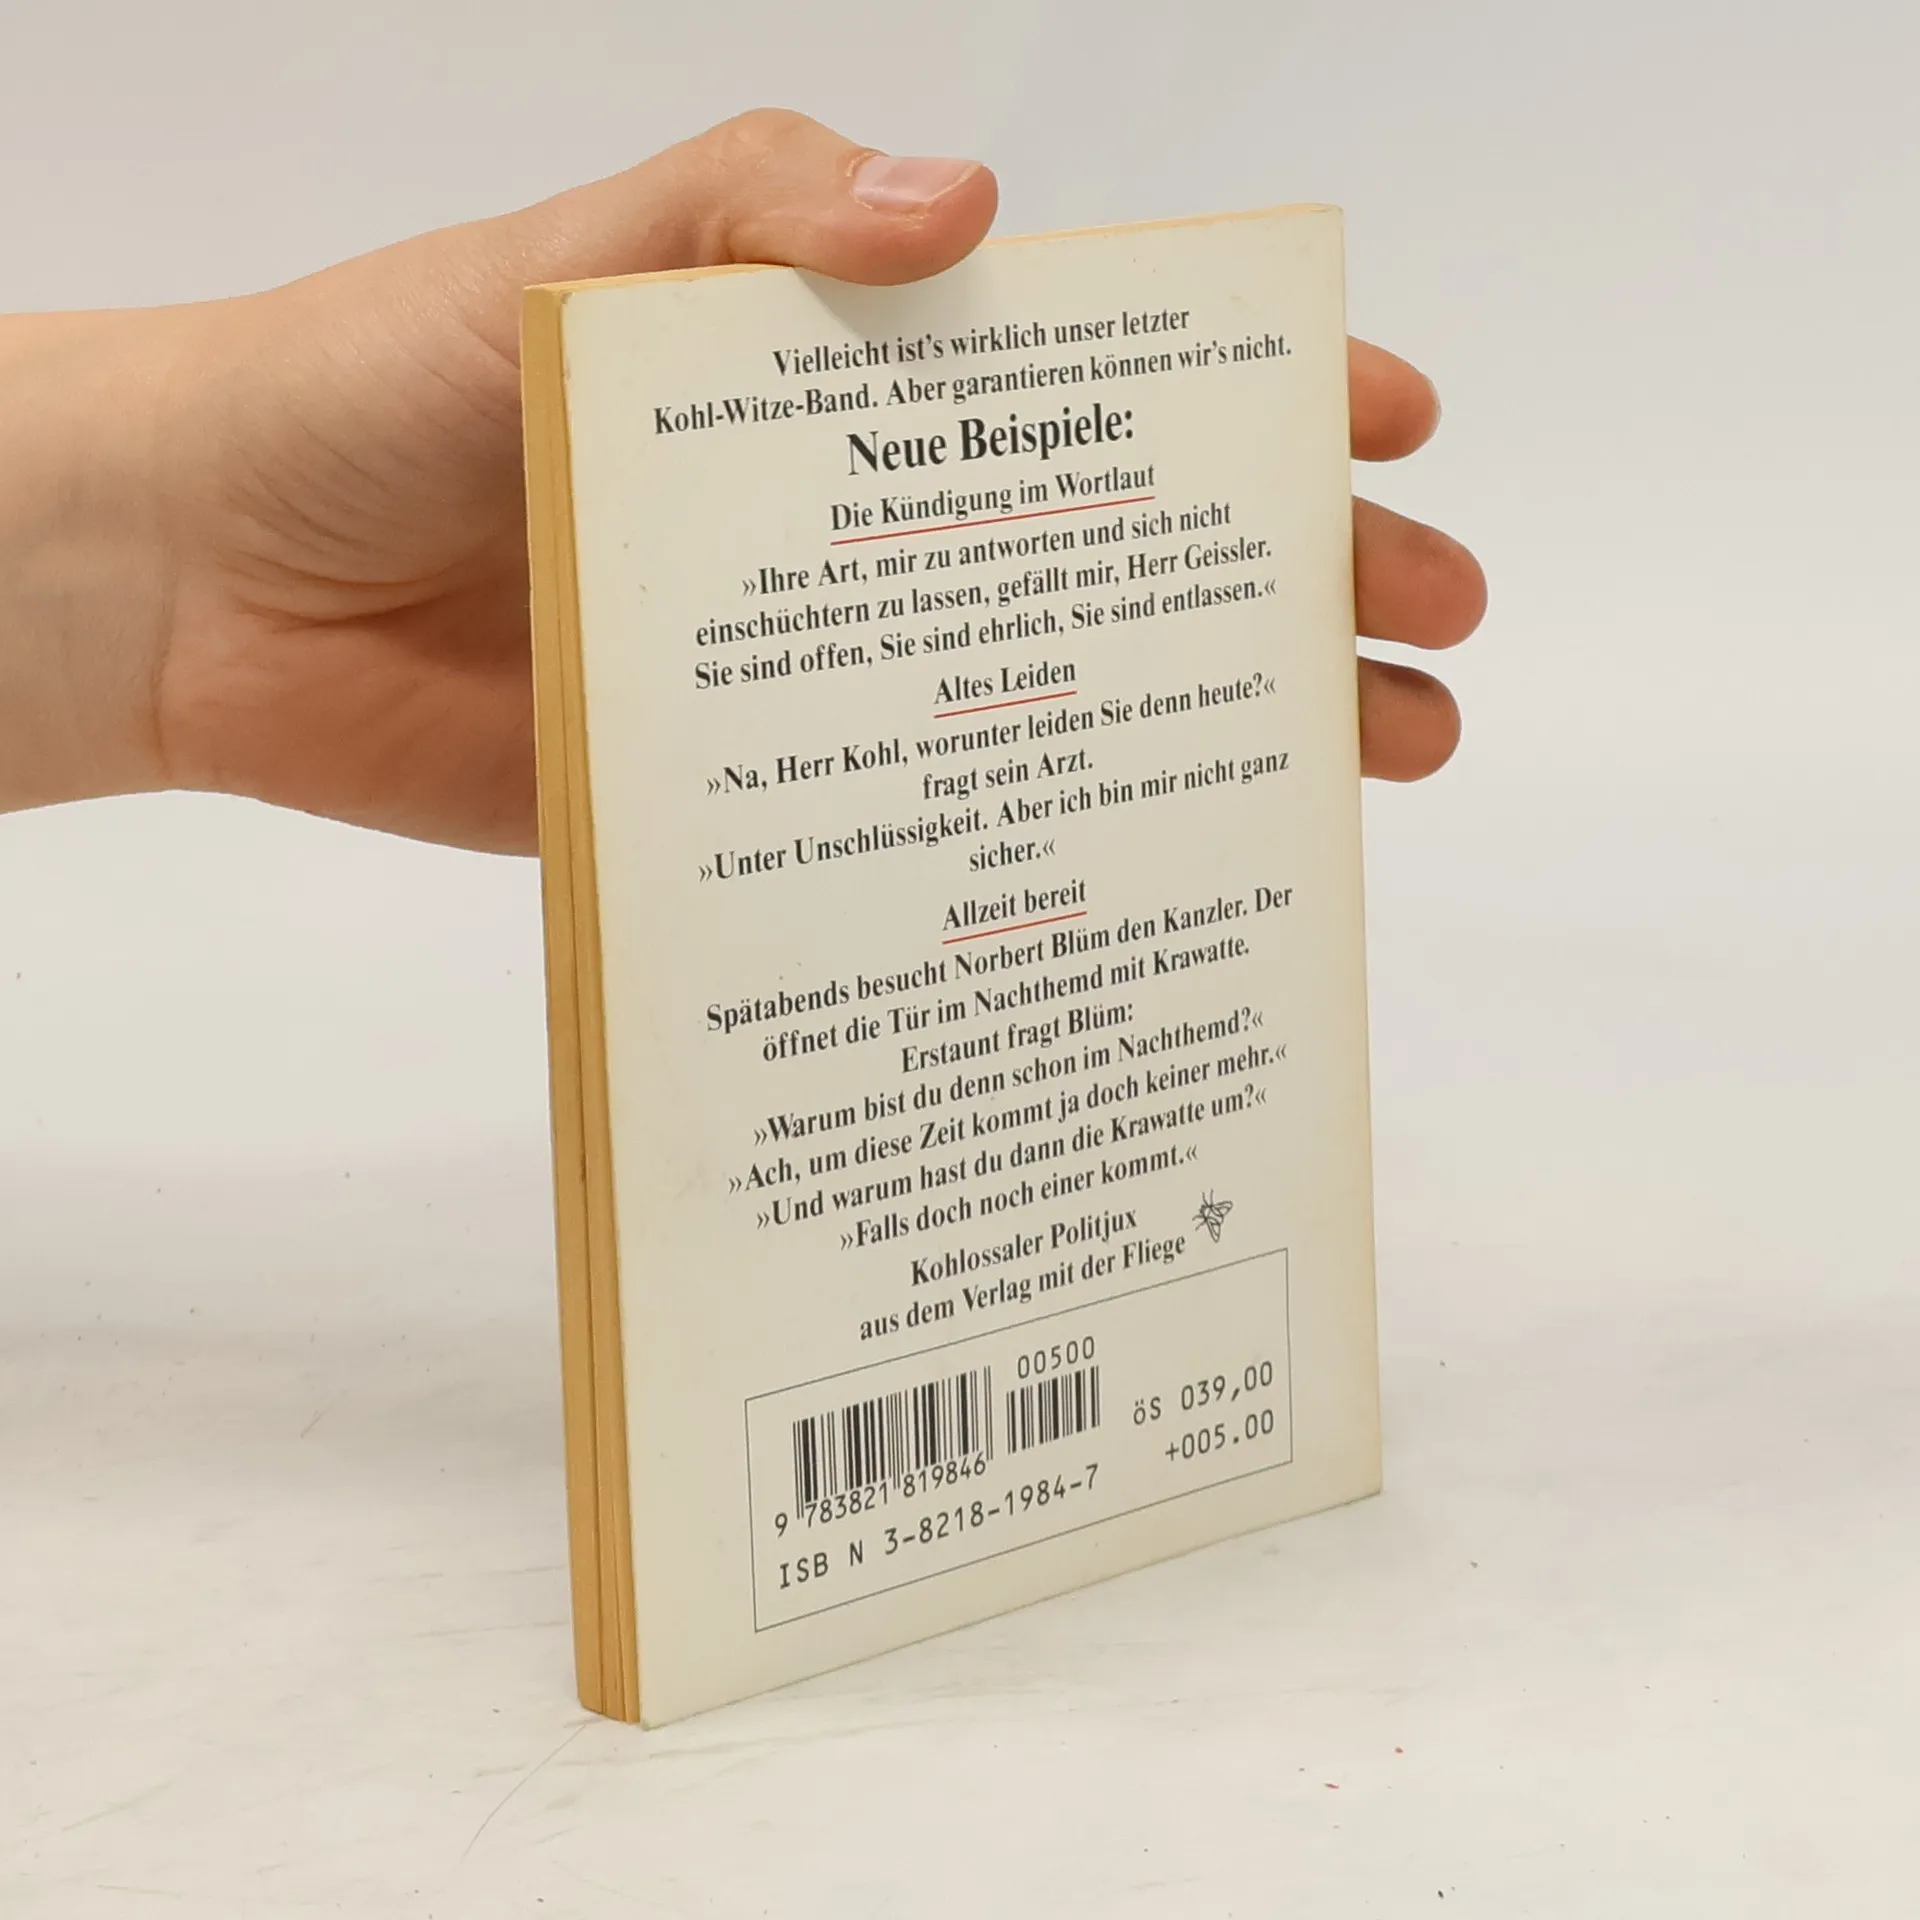 Vielleicht ist's wirklich unser letzter
Kohl-Witze-Band. Aber garantieren können wir's nicht.
Neue Beispiele:
Die Kündigung im Wortlaut
»Ihre Art, mir zu antworten und sich nicht
einschüchtern zu lassen, gefällt mir, Herr Geissler.
Sie sind offen, Sie sind ehrlich, Sie sind entlassen.«
Altes Leiden
»Na, Herr Kohl, worunter leiden Sie denn heute?«
fragt sein Arzt.
»Unter Unschlüssigkeit. Aber ich bin mir nicht ganz
sicher.«
Allzeit bereit
Spätabends besucht Norbert Blüm den Kanzler. Der
öffnet die Tür im Nachthemd mit Krawatte.
Erstaunt fragt Blüm:
»Warum bist du denn schon im Nachthemd?«
»Ach, um diese Zeit kommt ja doch keiner mehr.«
»Und warum hast du dann die Krawatte um?«
»Falls doch noch einer kommt.«
Kohlossaler Politjux
aus dem Verlag mit der Fliege
00500
öS 039,00
+005.00
9 783821 819846
ISB N 3-8218-1984-7